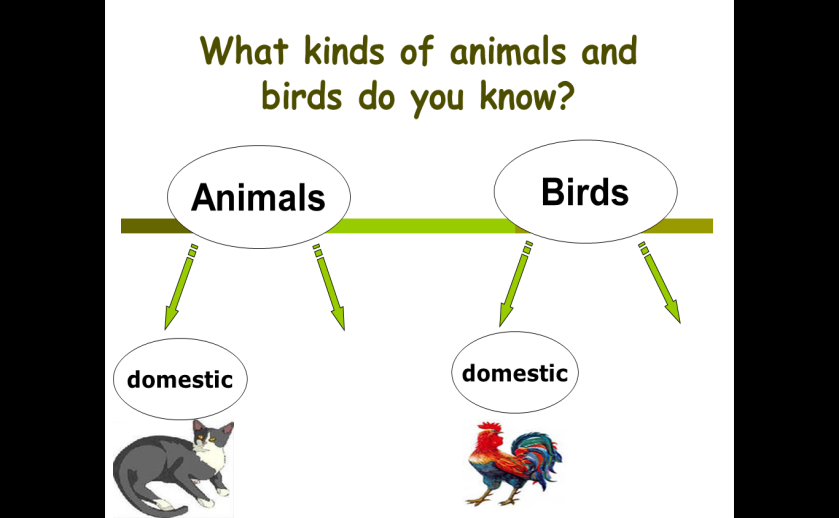 What kinds of animals and
birds do you know?
Animals
Birds
domestic
domestic